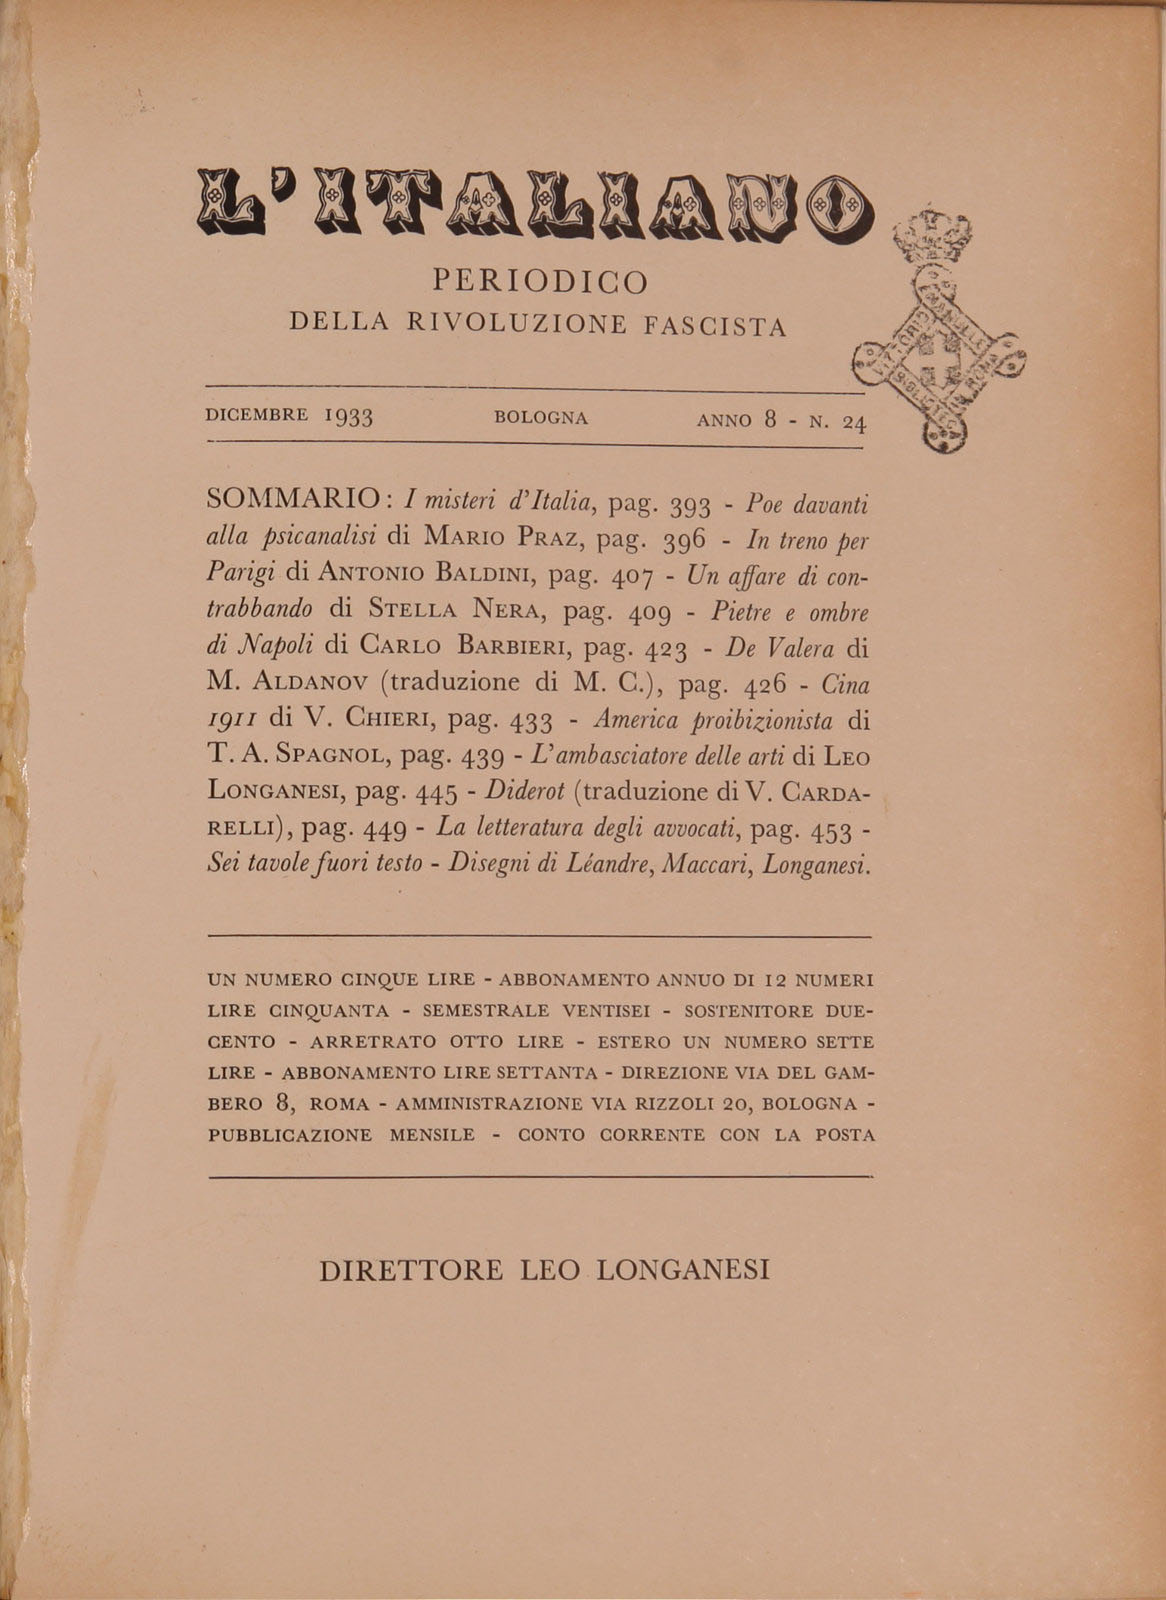 L'ITALIANO
PERIODICO
DELLA RIVOLUZIONE FASCISTA
DICEMBRE 1933 BOLOGNA ANNO 8 - N. 24
SOMMARIO: I misteri d'Italia, pag. 393 - Poe davanti
alla psicanalisi di MARIO PRAZ, pag. 396 - In treno per
Parigi di ANTONIO BALDINI, pag. 407 - Un affare di con-
trabbando di STELLA NERA, pag. 409 - Pietre e ombre
di Napoli di CARLO BARBIERI, pag. 423 - De Valera di
M. ALDANOV (traduzione di M. C.), pag. 426 - Cina
1911 di V. CHIERI, pag. 433 - America proibizionista di
T. A. SPAGNOL, pag. 439 - L'ambasciatore delle arti di LEO
LONGANESI, pag. 445 - Diderot (traduzione di V. CARDA-
RELLI), pag. 449 - La letteratura degli avvocati, pag. 453 -
Sei tavole fuori testo - Disegni di Léandre, Maccari, Longanesi.
UN NUMERO CINQUE LIRE - ABBONAMENTO ANNUO DI 12 NUMERI
LIRE CINQUANTA - SEMESTRALE VENTISEI - SOSTENITORE DUE-
CENTO - ARRETRATO OTTO LIRE - ESTERO UN NUMERO SETTE
LIRE - ABBONAMENTO LIRE SETTANTA - DIREZIONE VIA DEL GAM-
BERO 8, ROMA - AMMINISTRAZIONE VIA RIZZOLI 20, BOLOGNA -
PUBBLICAZIONE MENSILE - CONTO CORRENTE CON LA POSTA
DIRETTORE LEO LONGANESI
BIBLIOTECA
VITTORIO
EMANUELE
IN ROMA